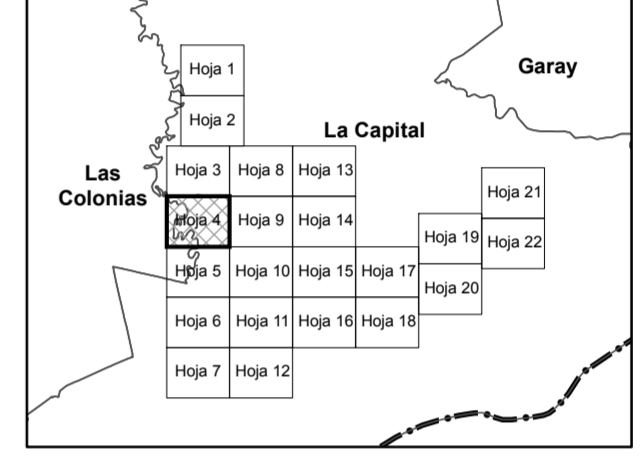 Hoja 1
Garay
Hoja 2
La Capital
Las
Colonias
Hoja 3 Hoja 8 Hoja 13
Hoja 21
Hoja 4 Hoja 9 Hoja 14
Hoja 19 Hoja 22
Hoja 5 Hoja 10 Hoja 15 Hoja 17
Hoja 20
Hoja 6 Hoja 11 Hoja 16 Hoja 18
Hoja 7 Hoja 12